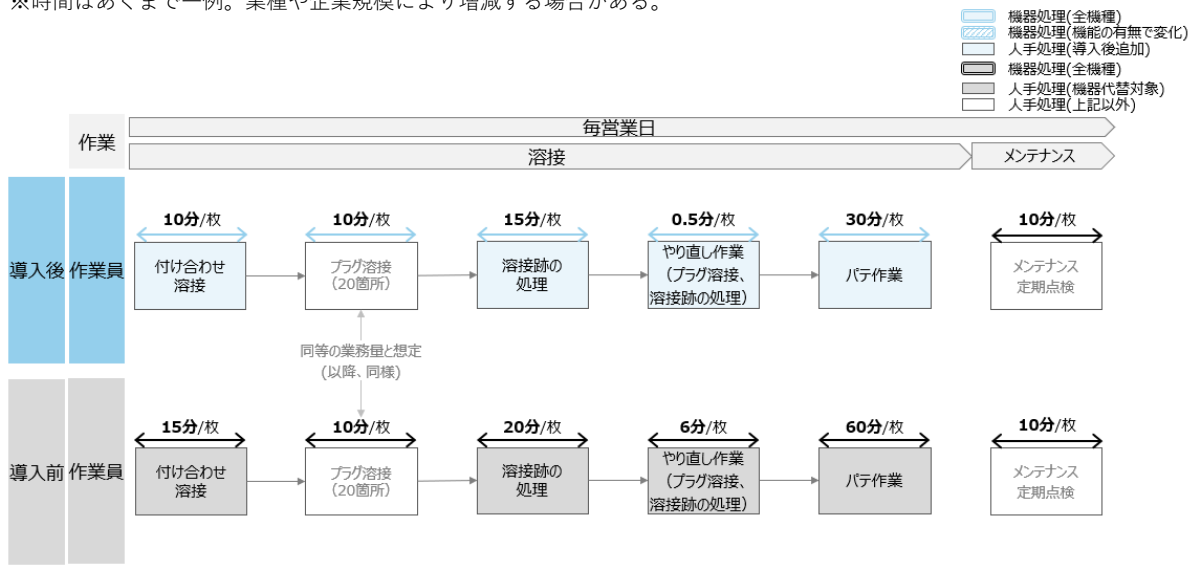 ※時間はあくまで一例。業種や企業規模により増減する場合がある。
機器処理(全機種)
機器処理(機能の有無で変化)
人手処理(導入後追加)
機器処理(全機種)
人手処理(機器代替対象)
人手処理(上記以外)
作業
毎営業日
溶接
メンテナンス
導入後
作業員
10分/枚
10分/枚
15分/枚
0.5分/枚
30分/枚
10分/枚
付け合わせ
溶接
プラグ溶接
(20箇所)
溶接跡の
処理
やり直し作業
(プラグ溶接、
溶接跡の処理)
パテ作業
メンテナンス
定期点検
同等の業務量と想定
(以降、同様)
導入前
作業員
15分/枚
10分/枚
20分/枚
6分/枚
60分/枚
10分/枚
付け合わせ
溶接
プラグ溶接
(20箇所)
溶接跡の
処理
やり直し作業
(プラグ溶接、
溶接跡の処理)
パテ作業
メンテナンス
定期点検